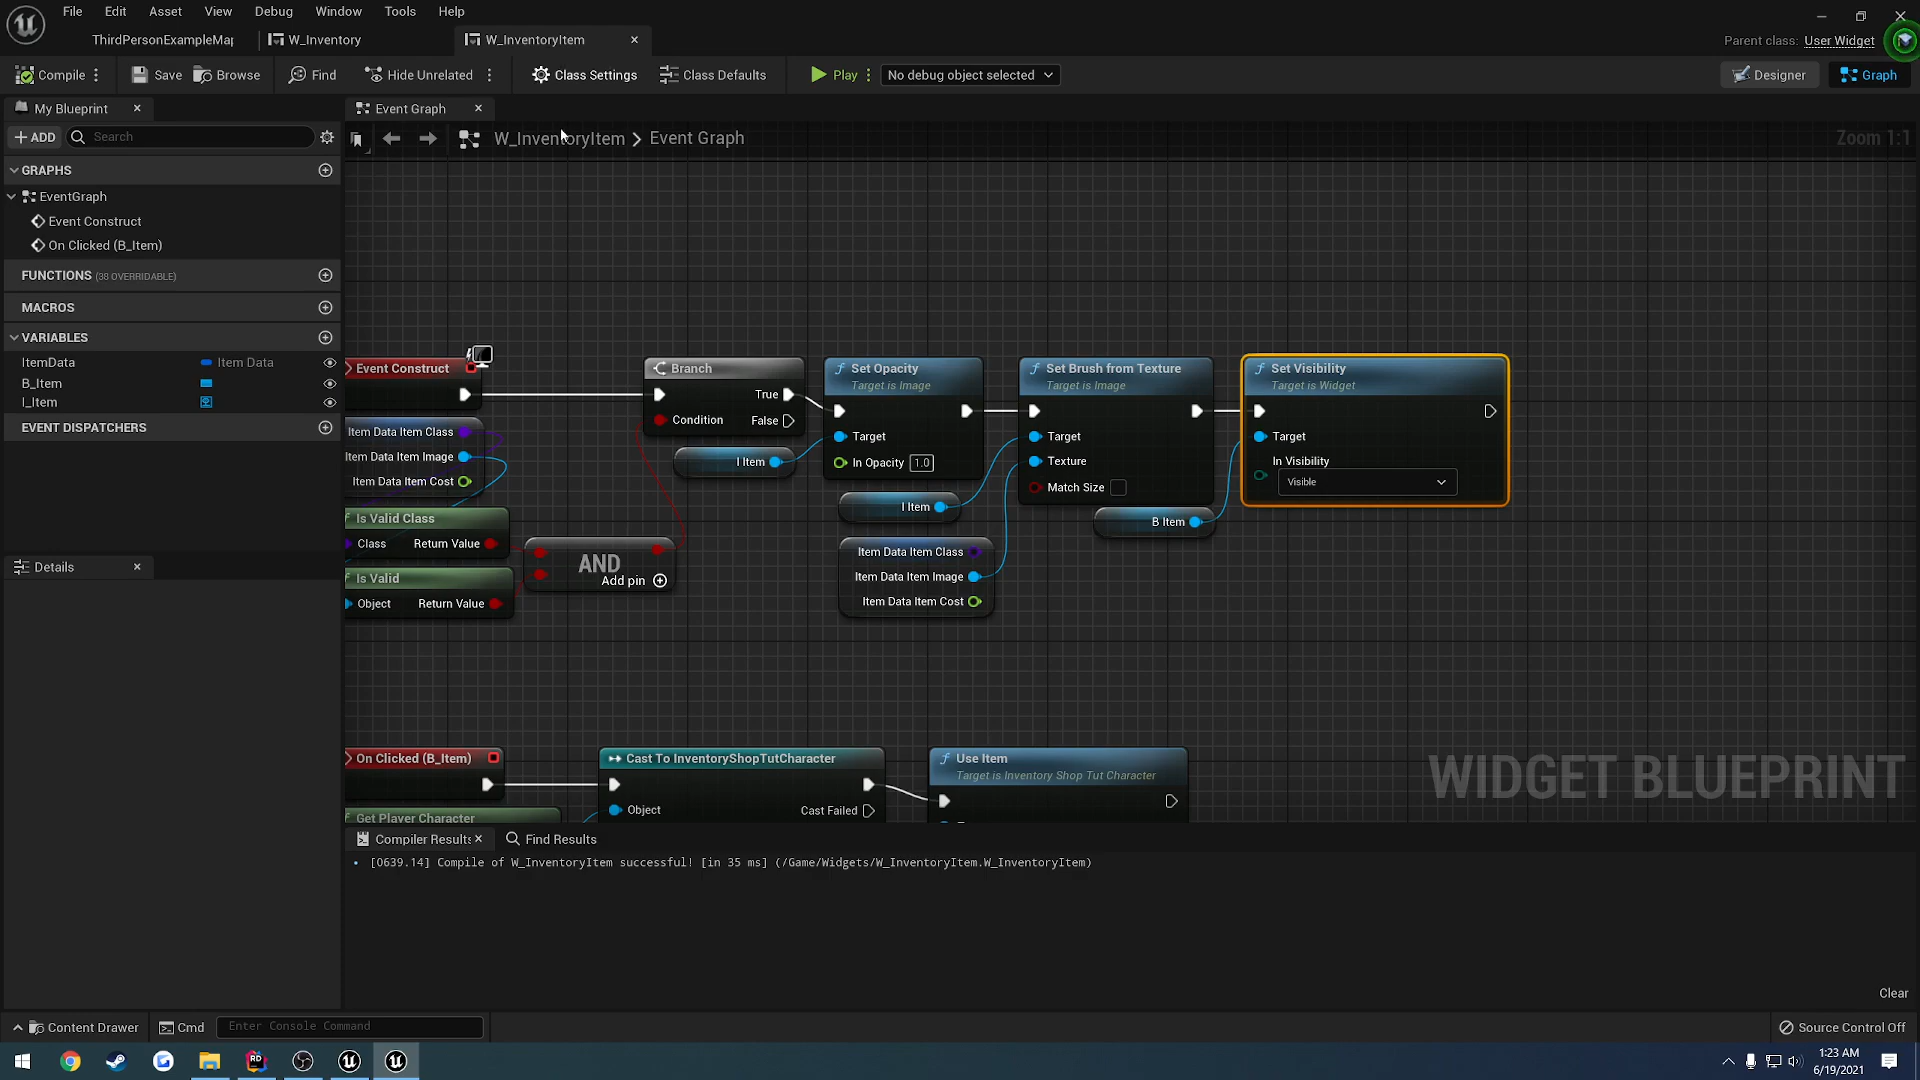 File Edit Asset View Debug Window Tools Help
ThirdPersonExampleMap W_Inventory W_InventoryItem
Parent class: User Widget
Compile Save Browse Find Hide Unrelated Class Settings Class Defaults Play No debug object selected Designer Graph
My Blueprint Event Graph
ADD Search W_InventoryItem > Event Graph Zoom 1:1
GRAPHS
EventGraph
Event Construct
On Clicked (B_Item)
FUNCTIONS (38 OVERRIDABLE)
MACROS
VARIABLES
ItemData Item Data
B_Item
I_Item
EVENT DISPATCHERS
Details
Event Construct
Item Data Item Class
Item Data Item Image
Item Data Item Cost
Is Valid Class
Class Return Value
Is Valid
Object Return Value
AND
Add pin
Branch
True
Condition False
I Item
Set Opacity
Target is Image
Target
In Opacity 1.0
I Item
Item Data Item Class
Item Data Item Image
Item Data Item Cost
Set Brush from Texture
Target is Image
Target
Texture
Match Size
B Item
Set Visibility
Target is Widget
Target
In Visibility
Visible
On Clicked (B_Item)
Get Player Character
Cast To InventoryShopTutCharacter
Object Cast Failed
Use Item
Target is Inventory Shop Tut Character
WIDGET BLUEPRINT
Compiler Results Find Results
[0639.14] Compile of W_InventoryItem successful! [in 35 ms] (/Game/Widgets/W_InventoryItem.W_InventoryItem)
Clear
Content Drawer Cmd Enter Console Command Source Control Off
1:23 AM
6/19/2021